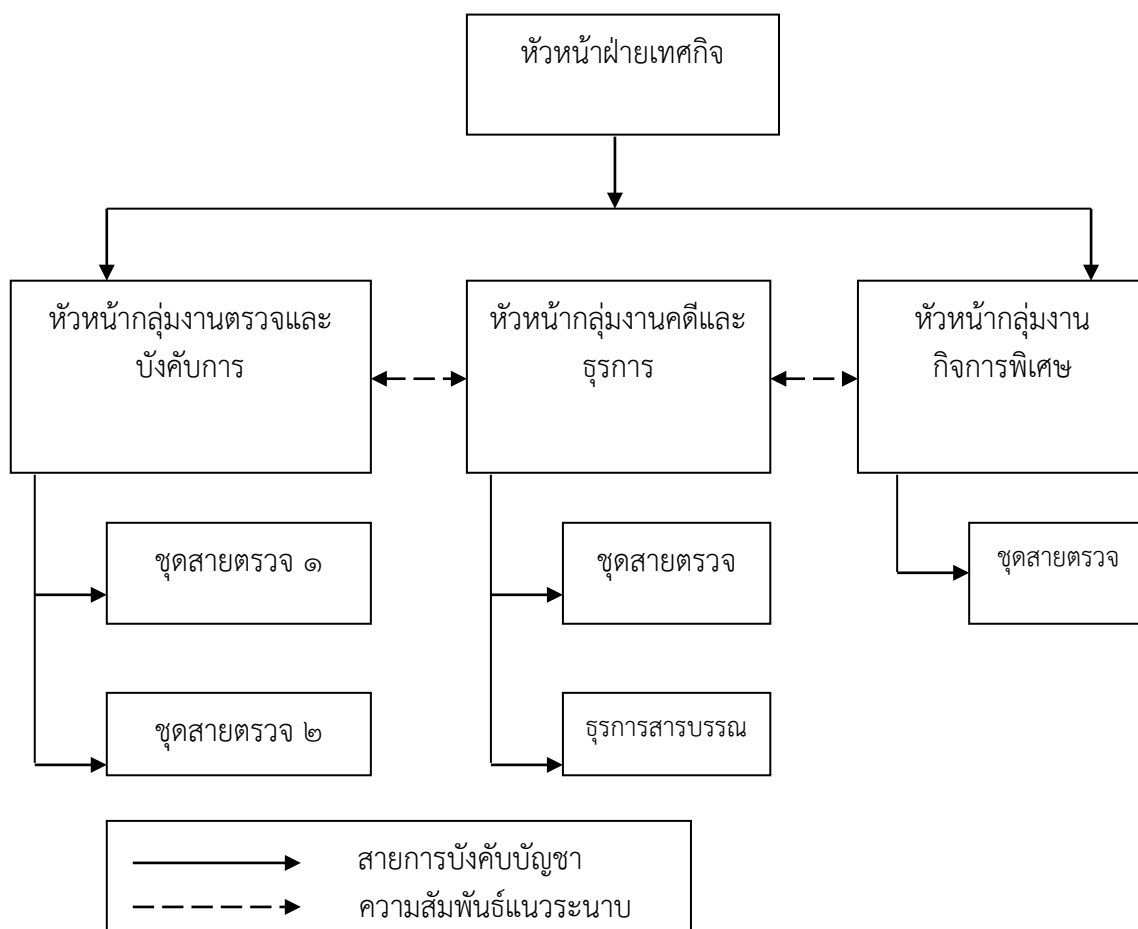 หัวหน้าฝ่ายเทศกิจ
หัวหน้ากลุ่มงานตรวจและ
บังคับการ
หัวหน้ากลุ่มงานคดีและ
ธุรการ
หัวหน้ากลุ่มงาน
กิจการพิเศษ
ชุดสายตรวจ ๑
ชุดสายตรวจ ๒
ชุดสายตรวจ
ธุรการสารบรรณ
ชุดสายตรวจ
สายการบังคับบัญชา
ความสัมพันธ์แนวระนาบ